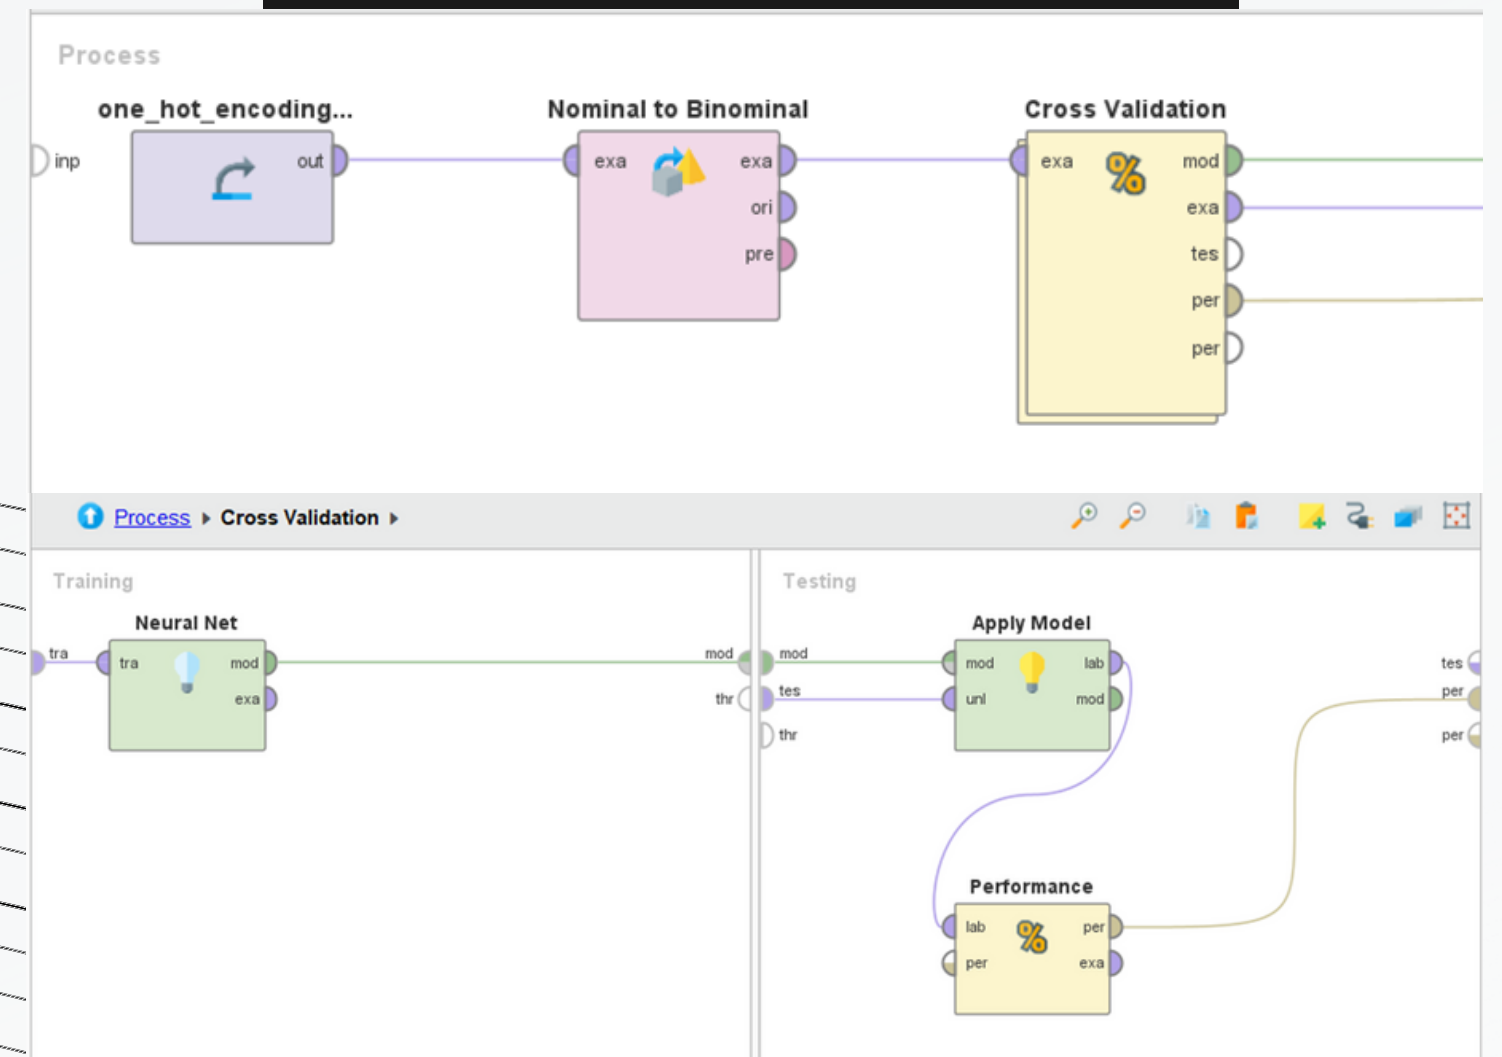 Process
one_hot_encoding... Nominal to Binominal Cross Validation
inp out exa exa exa mod
ori exa
pre tes
per
per
Process Cross Validation
Training Testing
Neural Net Apply Model
tra tra mod mod mod mod lab tes
exa thr tes unl mod per
thr per
Performance
lab per
per exa